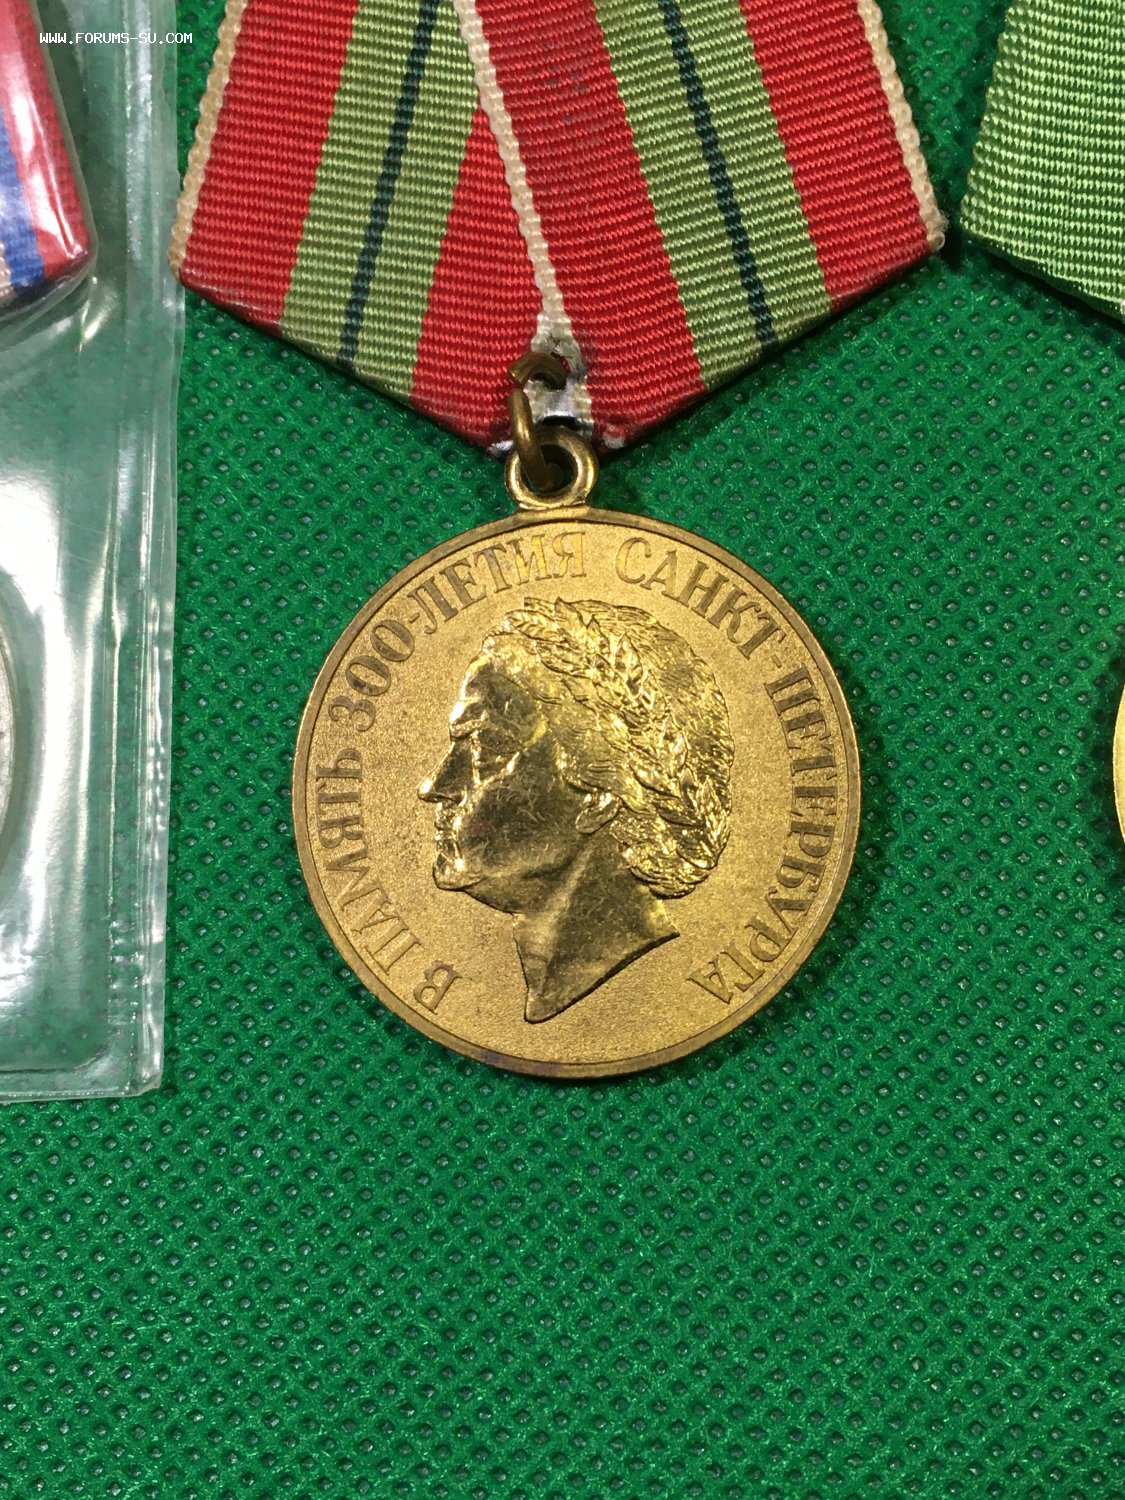 WWW.FORUMS-SU.COM
В ПАМЯТЬ 300-ЛЕТИЯ САНКТ-ПЕТЕРБУРГА